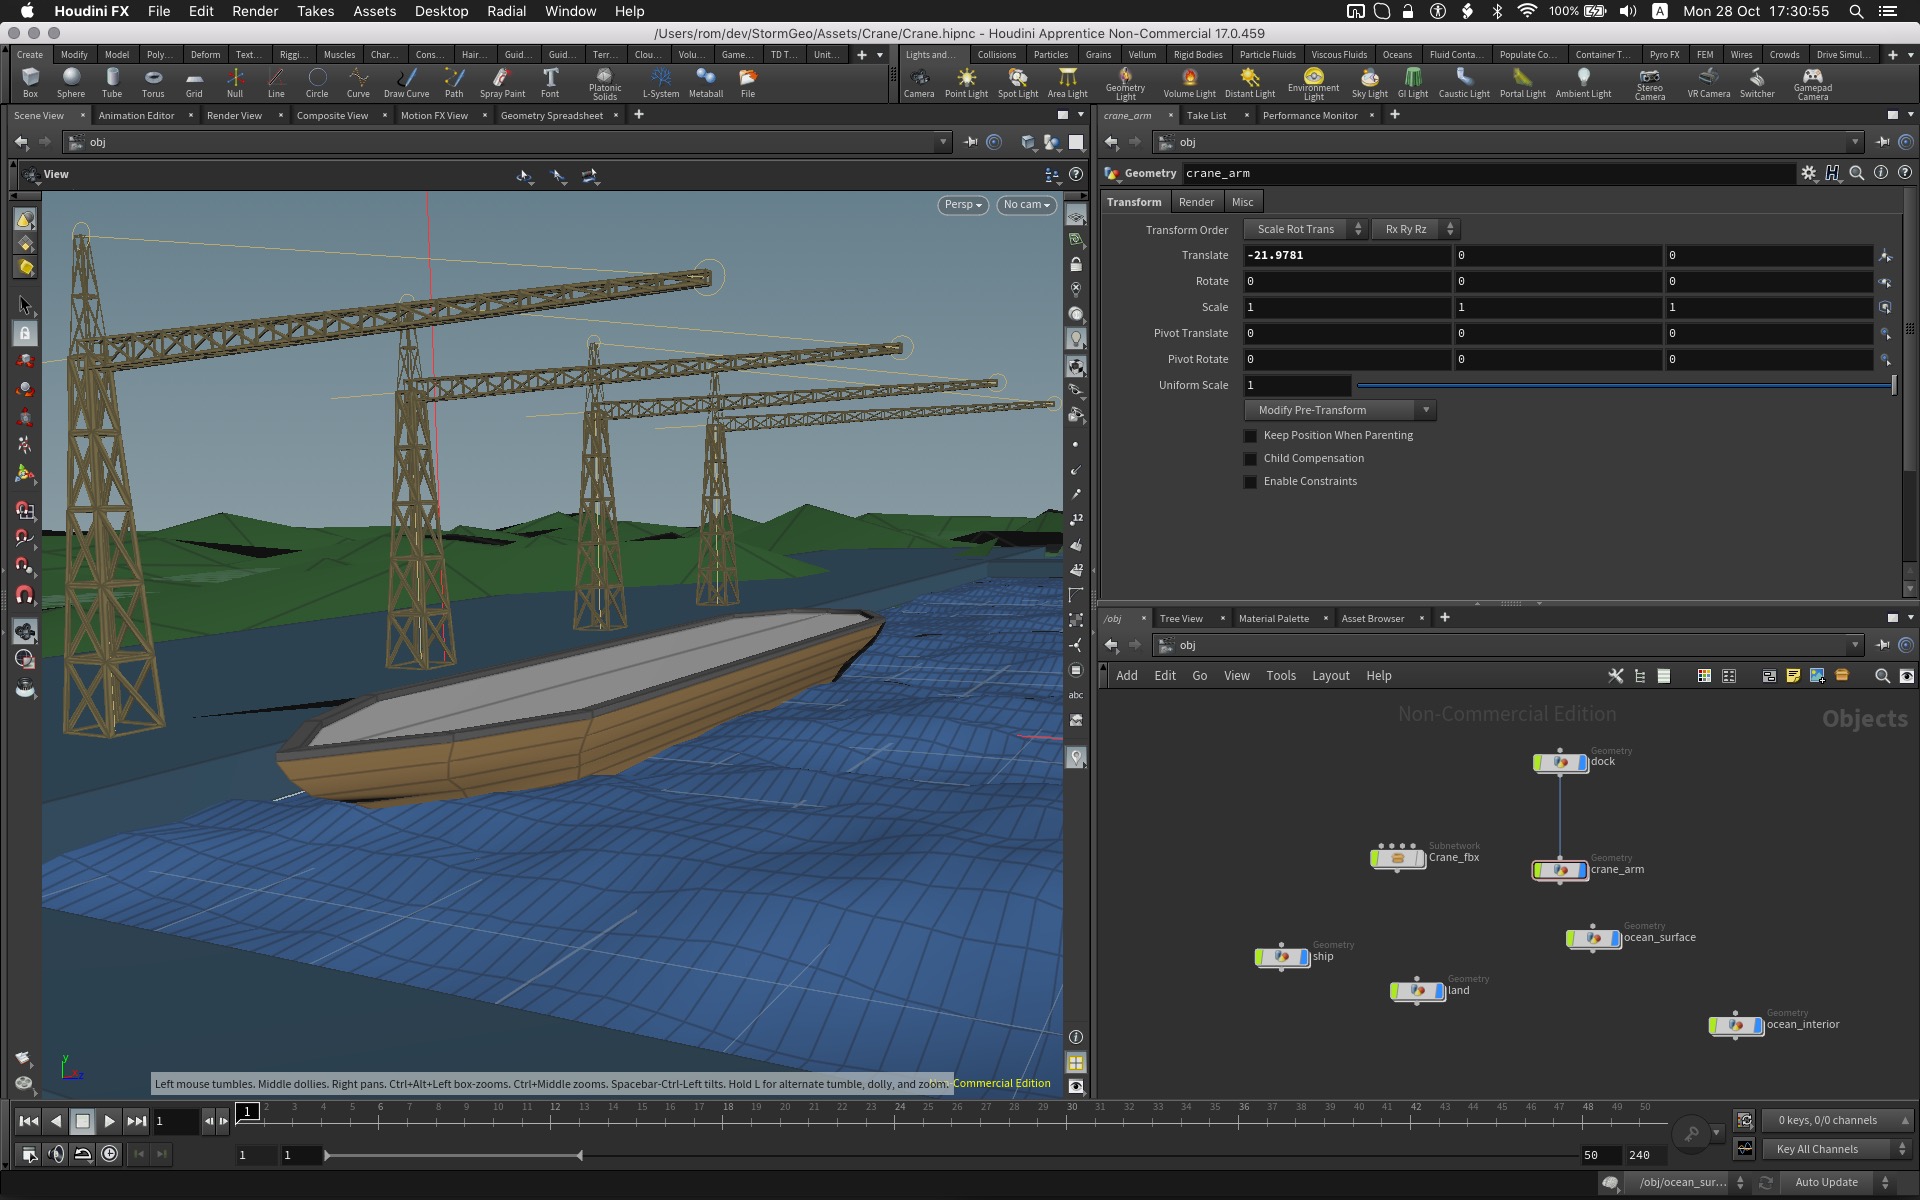 Houdini FX File Edit Render Takes Assets Desktop Radial Window Help 100% A Mon 28 Oct 17:30:55
/Users/rom/dev/StormGeo/Assets/Crane/Crane.hipnc - Houdini Apprentice Non-Commercial 17.0.459
Create Modify Model Poly... Deform Text... Riggi... Muscles Char... Cons... Hair... Guid... Guid... Terr... Clou... Volu... Game... TD T... Unit...
Lights and... Collisions Particles Grains Vellum Rigid Bodies Particle Fluids Viscous Fluids Oceans Fluid Conta... Populate Co... Container T... Pyro FX FEM Wires Crowds Drive Simul...
Box Sphere Tube Torus Grid Null Line Circle Curve Draw Curve Path Spray Paint Font Platonic Solids L-System Metaball File
Camera Point Light Spot Light Area Light Geometry Light Volume Light Distant Light Environment Light Sky Light GI Light Caustic Light Portal Light Ambient Light Stereo Camera VR Camera Switcher Gamepad Camera
Scene View Animation Editor Render View Composite View Motion FX View Geometry Spreadsheet
obj
View
Persp No cam
12
12
abc
Left mouse tumbles. Middle dollies. Right pans. Ctrl+Alt+Left box-zooms. Ctrl+Middle zooms. Spacebar-Ctrl-Left tilts. Hold L for alternate tumble, dolly, and zoom.
-Commercial Edition
y
crane_arm Take List Performance Monitor
obj
Geometry crane_arm
Transform Render Misc
Transform Order Scale Rot Trans Rx Ry Rz
Translate -21.9781 0 0
Rotate 0 0 0
Scale 1 1 1
Pivot Translate 0 0 0
Pivot Rotate 0 0 0
Uniform Scale 1
Modify Pre-Transform
Keep Position When Parenting
Child Compensation
Enable Constraints
/obj Tree View Material Palette Asset Browser
obj
Add Edit Go View Tools Layout Help
Non-Commercial Edition Objects
Geometry
dock
Subnetwork
Crane_fbx
Geometry
crane_arm
Geometry
ocean_surface
Geometry
ship
Geometry
land
Geometry
ocean_interior
1 1 2 3 4 5 6 7 8 9 10 11 12 13 14 15 16 17 18 19 20 21 22 23 24 25 26 27 28 29 30 31 32 33 34 35 36 37 38 39 40 41 42 43 44 45 46 47 48 49 50
0 keys, 0/0 channels
1 1 50 240 Key All Channels
/obj/ocean_sur... Auto Update